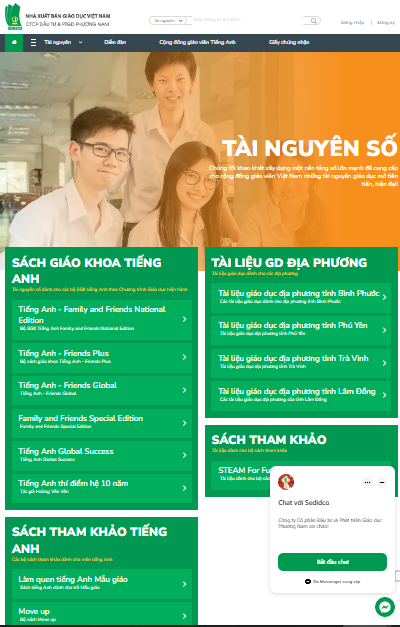 NHÀ XUẤT BẢN GIÁO DỤC VIỆT NAM
CTCP ĐẦU TƯ & PTGD PHƯƠNG NAM
SEDIDCO
Tài nguyên
Đăng nhập | Đăng ký
Tài nguyên
Diễn đàn
Cộng đồng giáo viên Tiếng Anh
Giấy chứng nhận
TÀI NGUYÊN SỐ
Chúng tôi khao khát xây dựng một nền tảng số lớn mạnh để cung cấp
cho cộng đồng giáo viên Việt Nam những tài nguyên giáo dục mở tiên
tiến, hiện đại!
SÁCH GIÁO KHOA TIẾNG
ANH
Tài nguyên số dành cho các bộ SGK tiếng Anh theo Chương trình Giáo dục hiện hành
Tiếng Anh - Family and Friends National
Edition
Bộ SGK Tiếng Anh Family and Friends National Edition
Tiếng Anh - Friends Plus
Bộ sách giáo khoa Tiếng Anh - Friends Plus
Tiếng Anh - Friends Global
Tiếng Anh - Friends Global
Family and Friends Special Edition
Family and Friends Special Edition
Tiếng Anh Global Success
Tiếng Anh Global Success
Tiếng Anh thí điểm hệ 10 năm
Tác giả Hoàng Văn Vân
SÁCH THAM KHẢO TIẾNG
ANH
Các bộ sách tham khảo dành cho môn tiếng Anh
Làm quen tiếng Anh Mẫu giáo
Sách tiếng Anh dành cho trẻ Mẫu giáo
Move up
Bộ sách Move up
TÀI LIỆU GD ĐỊA PHƯƠNG
Tài liệu giáo dục dành cho các địa phương
Tài liệu giáo dục địa phương tỉnh Bình Phước
Các tài liệu giáo dục dành cho địa phương tỉnh Bình Phước
Tài liệu giáo dục địa phương tỉnh Phú Yên
Tài liệu giáo dục địa phương tỉnh Phú Yên
Tài liệu giáo dục địa phương tỉnh Trà Vinh
Tài liệu giáo dục địa phương tỉnh Trà Vinh
Tài liệu giáo dục địa phương tỉnh Lâm Đồng
Các tài liệu giáo dục địa phương của tỉnh Lâm Đồng
SÁCH THAM KHẢO
Tài liệu dành cho bộ sách tham khảo
STEAM For Fu
Tài liệu dành cho bộ sác
Chat với Sedidco
Công ty Cổ phần Đầu tư và Phát triển Giáo dục
Phương Nam xin chào!
Bắt đầu chat
Do Messenger cung cấp